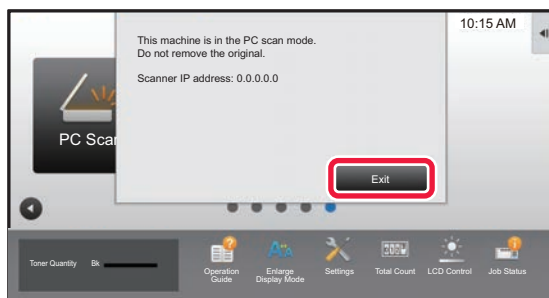 10:15 AM
This machine is in the PC scan mode.
Do not remove the original.
Scanner IP address: 0.0.0.0.0
PC Scan
Exit
Toner Quantity Bk
Operation
Guide
Enlarge
Display Mode
Settings
Total Count
LCD Control
Job Status